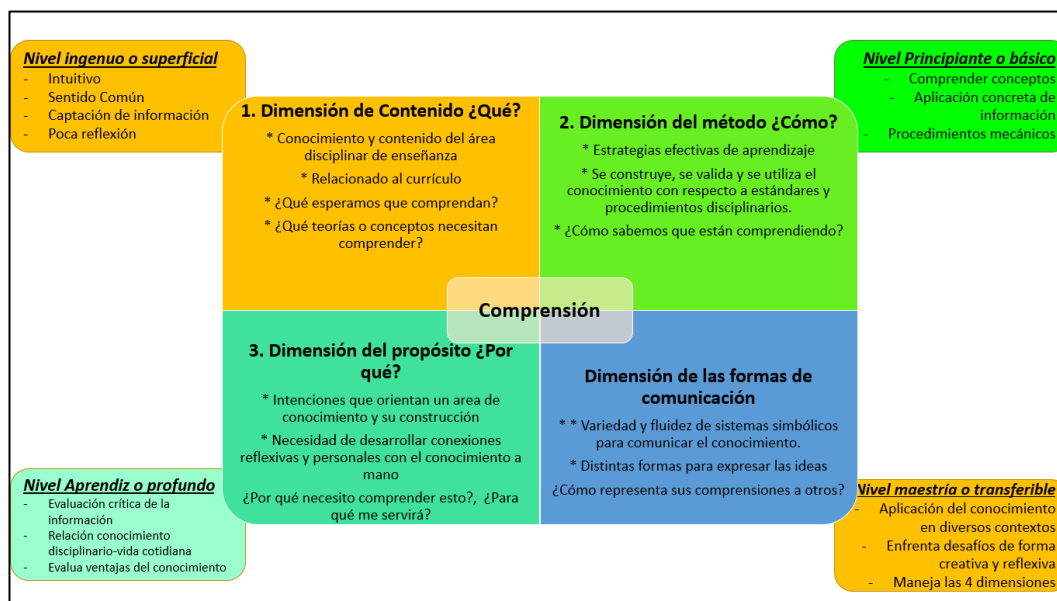 Nivel ingenuo o superficial
- Intuitivo
- Sentido Común
- Captación de información
- Poca reflexión
Nivel Principiante o básico
- Comprender conceptos
- Aplicación concreta de
información
- Procedimientos mecánicos
1. Dimensión de Contenido ¿Qué?
* Conocimiento y contenido del área
disciplinar de enseñanza
* Relacionado al currículo
* ¿Qué esperamos que comprendan?
* ¿Qué teorías o conceptos necesitan
comprender?
2. Dimensión del método ¿Cómo?
* Estrategias efectivas de aprendizaje
* Se construye, se valida y se utiliza el
conocimiento con respecto a estándares y
procedimientos disciplinarios.
* ¿Cómo sabemos que están comprendiendo?
Comprensión
3. Dimensión del propósito ¿Por
qué?
* Intenciones que orientan un area de
conocimiento y su construcción
* Necesidad de desarrollar conexiones
reflexivas y personales con el conocimiento a
mano
¿Por qué necesito comprender esto?, ¿Para
qué me servirá?
Dimensión de las formas de
comunicación
* * Variedad y fluidez de sistemas simbólicos
para comunicar el conocimiento.
* Distintas formas para expresar las ideas
¿Cómo representa sus comprensiones a otros?
Nivel Aprendiz o profundo
- Evaluación crítica de la
información
- Relación conocimiento
disciplinario-vida cotidiana
- Evalua ventajas del conocimiento
Nivel maestría o transferible
- Aplicación del conocimiento
en diversos contextos
- Enfrenta desafíos de forma
creativa y reflexiva
- Maneja las 4 dimensiones